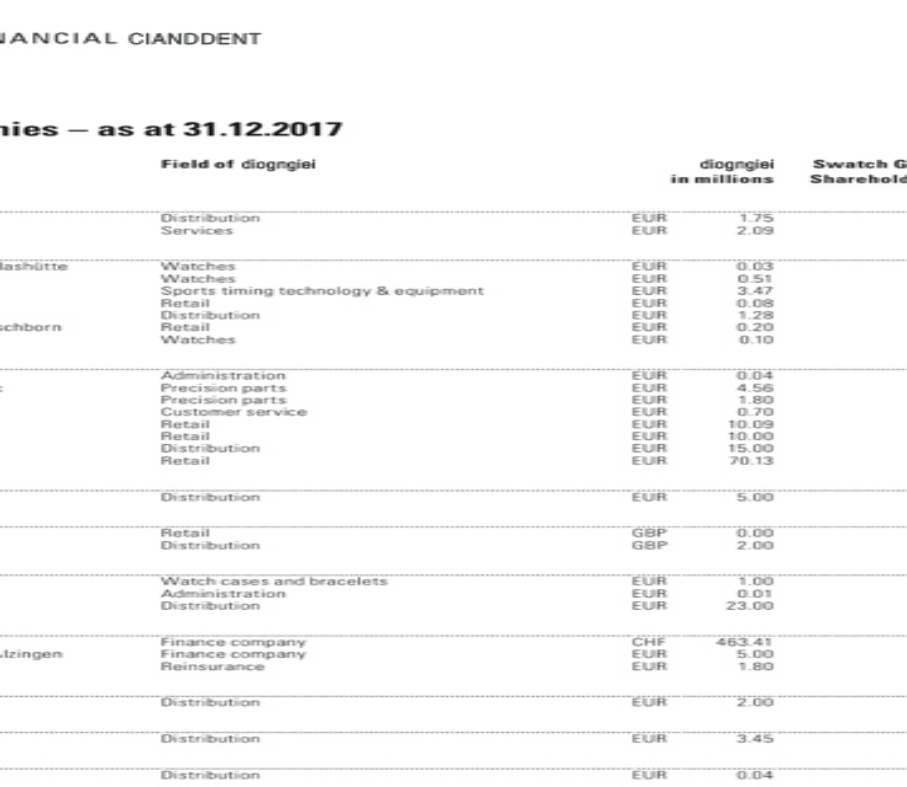 NANCIAL CIANDDENT
nies – as at 31.12.2017
Field of diogngiei diogngiei Swatch G
in millions Sharehold
Distribution EUR 1.75
Services EUR 2.09
lashütte Watches EUR 0.03
Watches EUR 0.51
Sports timing technology & equipment EUR 3.47
Retail EUR 0.08
Distribution EUR 1.28
schborn Retail EUR 0.20
Watches EUR 0.10
Administration EUR 0.04
Precision parts EUR 4.56
Precision parts EUR 1.80
Customer service EUR 0.70
Retail EUR 10.09
Retail EUR 10.00
Distribution EUR 15.00
Retail EUR 70.13
Distribution EUR 5.00
Retail GBP 0.00
Distribution GBP 2.00
Watch cases and bracelets EUR 1.00
Administration EUR 0.01
Distribution EUR 23.00
Finance company CHF 463.41
lzingen Finance company EUR 5.00
Reinsurance EUR 1.80
Distribution EUR 2.00
Distribution EUR 3.45
Distribution EUR 0.04